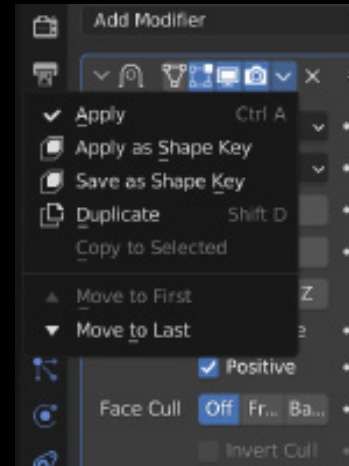 Add Modifier
Apply Ctrl A
Apply as Shape Key
Save as Shape Key
Duplicate Shift D
Copy to Selected
Z
Move to First
Move to Last
e
Positive
Face Cull Off Fr... Ba...
Invert Cull